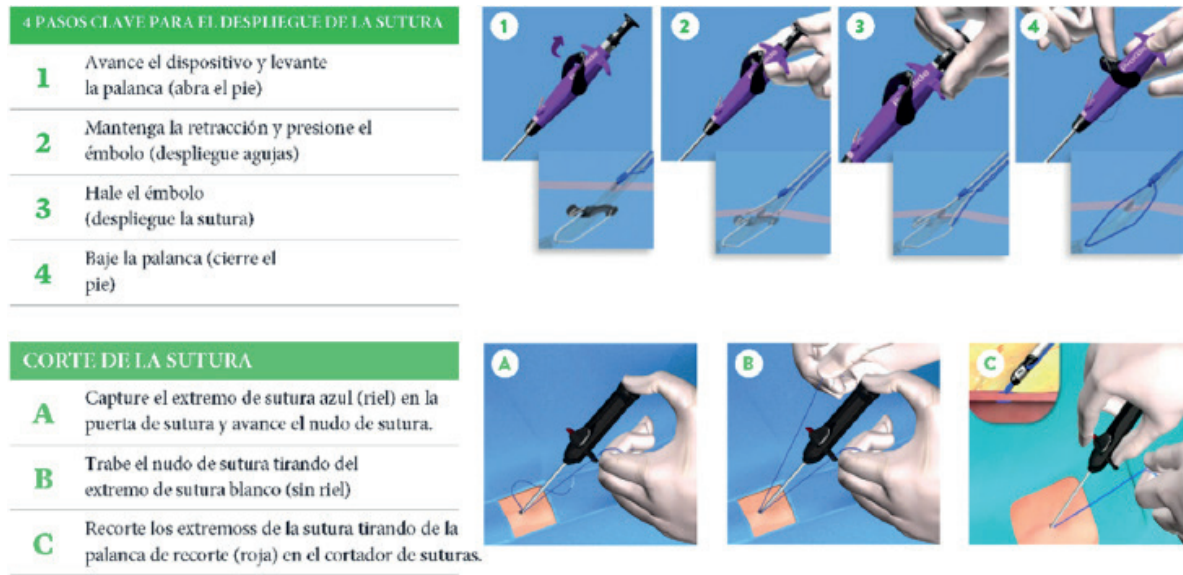 4 PASOS CLAVE PARA EL DESPLIEGUE DE LA SUTURA
1
Avance el dispositivo y levante
la palanca (abra el pie)
2
Mantenga la retracción y presione el
émbolo (despliegue agujas)
3
Hale el émbolo
(despliegue la sutura)
4
Baje la palanca (cierre el
pie)
1
2
3
4
CORTE DE LA SUTURA
A
Capture el extremo de sutura azul (riel) en la
puerta de sutura y avance el nudo de sutura.
B
Trabe el nudo de sutura tirando del
extremo de sutura blanco (sin riel)
C
Recorte los extremoss de la sutura tirando de la
palanca de recorte (roja) en el cortador de suturas.
A
B
C